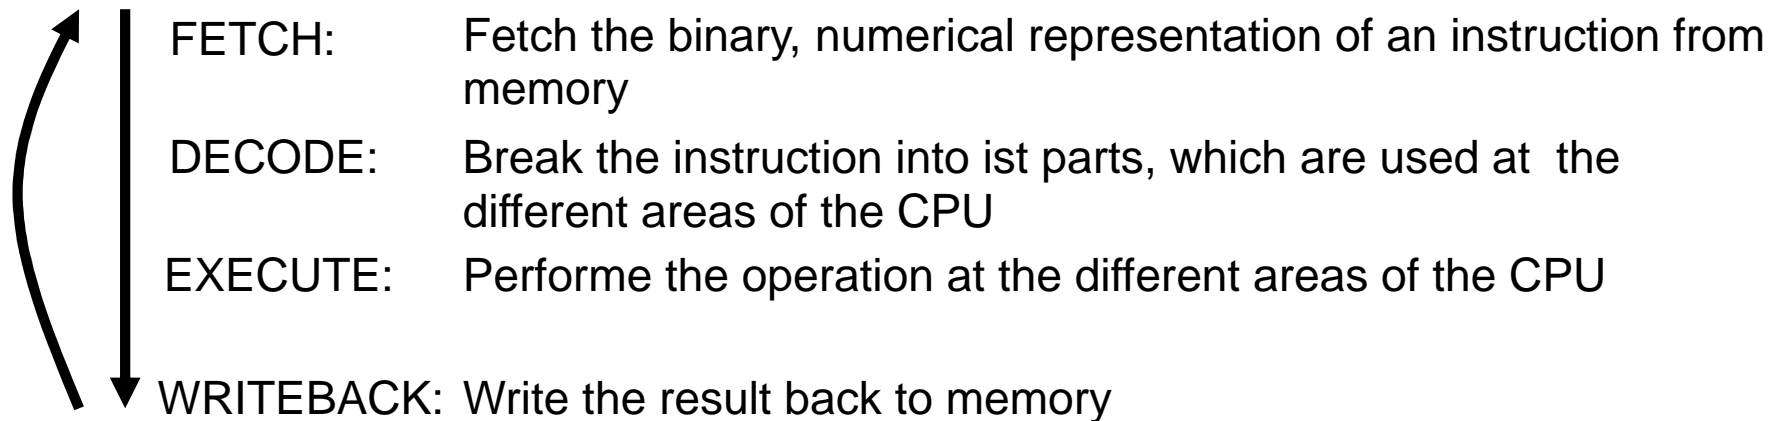 FETCH: Fetch the binary, numerical representation of an instruction from
memory
DECODE: Break the instruction into ist parts, which are used at the
different areas of the CPU
EXECUTE: Performe the operation at the different areas of the CPU
WRITEBACK: Write the result back to memory